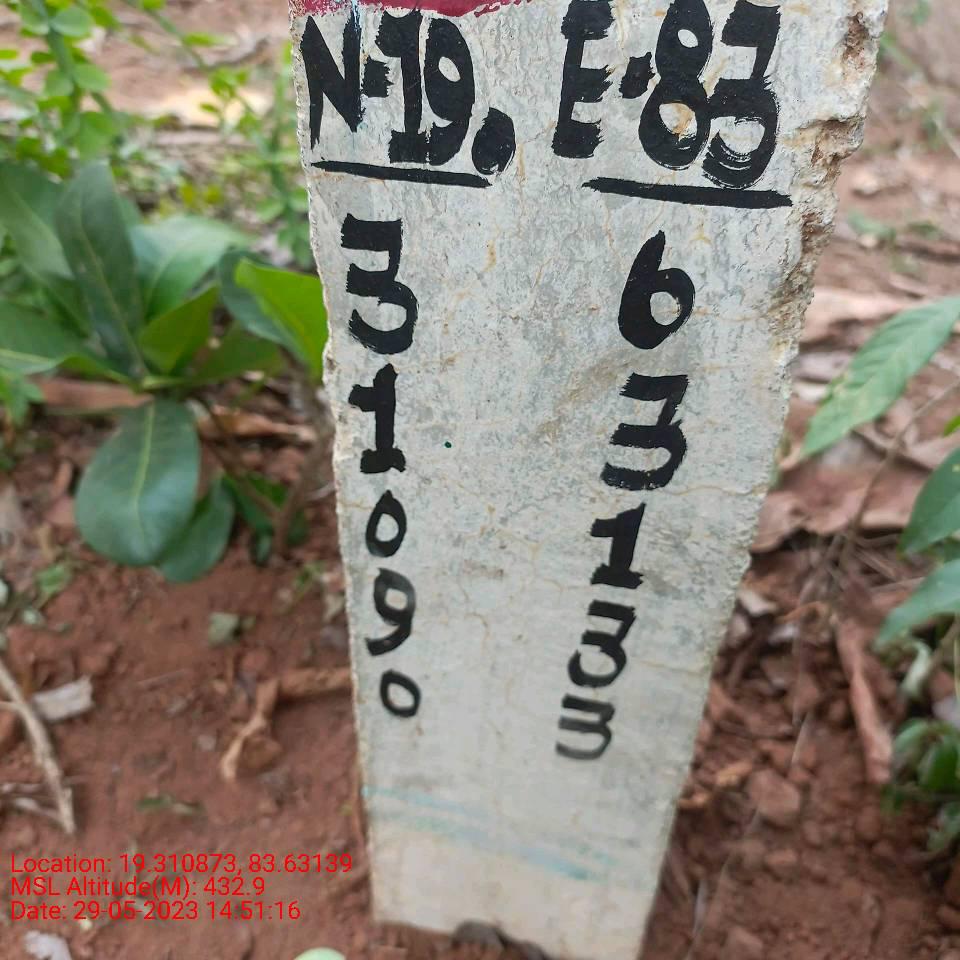 N-19. E-83
3 6
1 3
0 1
9 3
0 3
Location: 19.310873, 83.63139
MSL Altitude(M): 432.9
Date: 29-05-2023 14:51:16